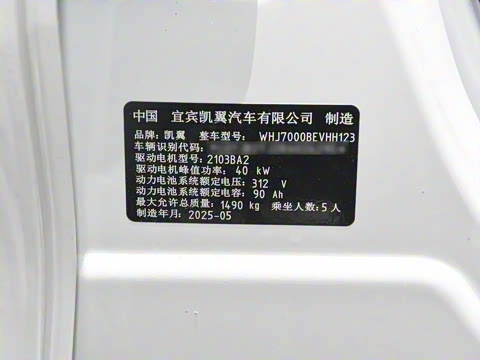 中国 宜宾凯翼汽车有限公司 制造
品牌: 凯翼 整车型号: WHJ7000BEVHH123
车辆识别代码:
驱动电机型号: 2103BA2
驱动电机峰值功率: 40 kW
动力电池系统额定电压: 312 V
动力电池系统额定电容: 90 Ah
最大允许总质量: 1490 kg 乘坐人数: 5 人
制造年月: 2025-05